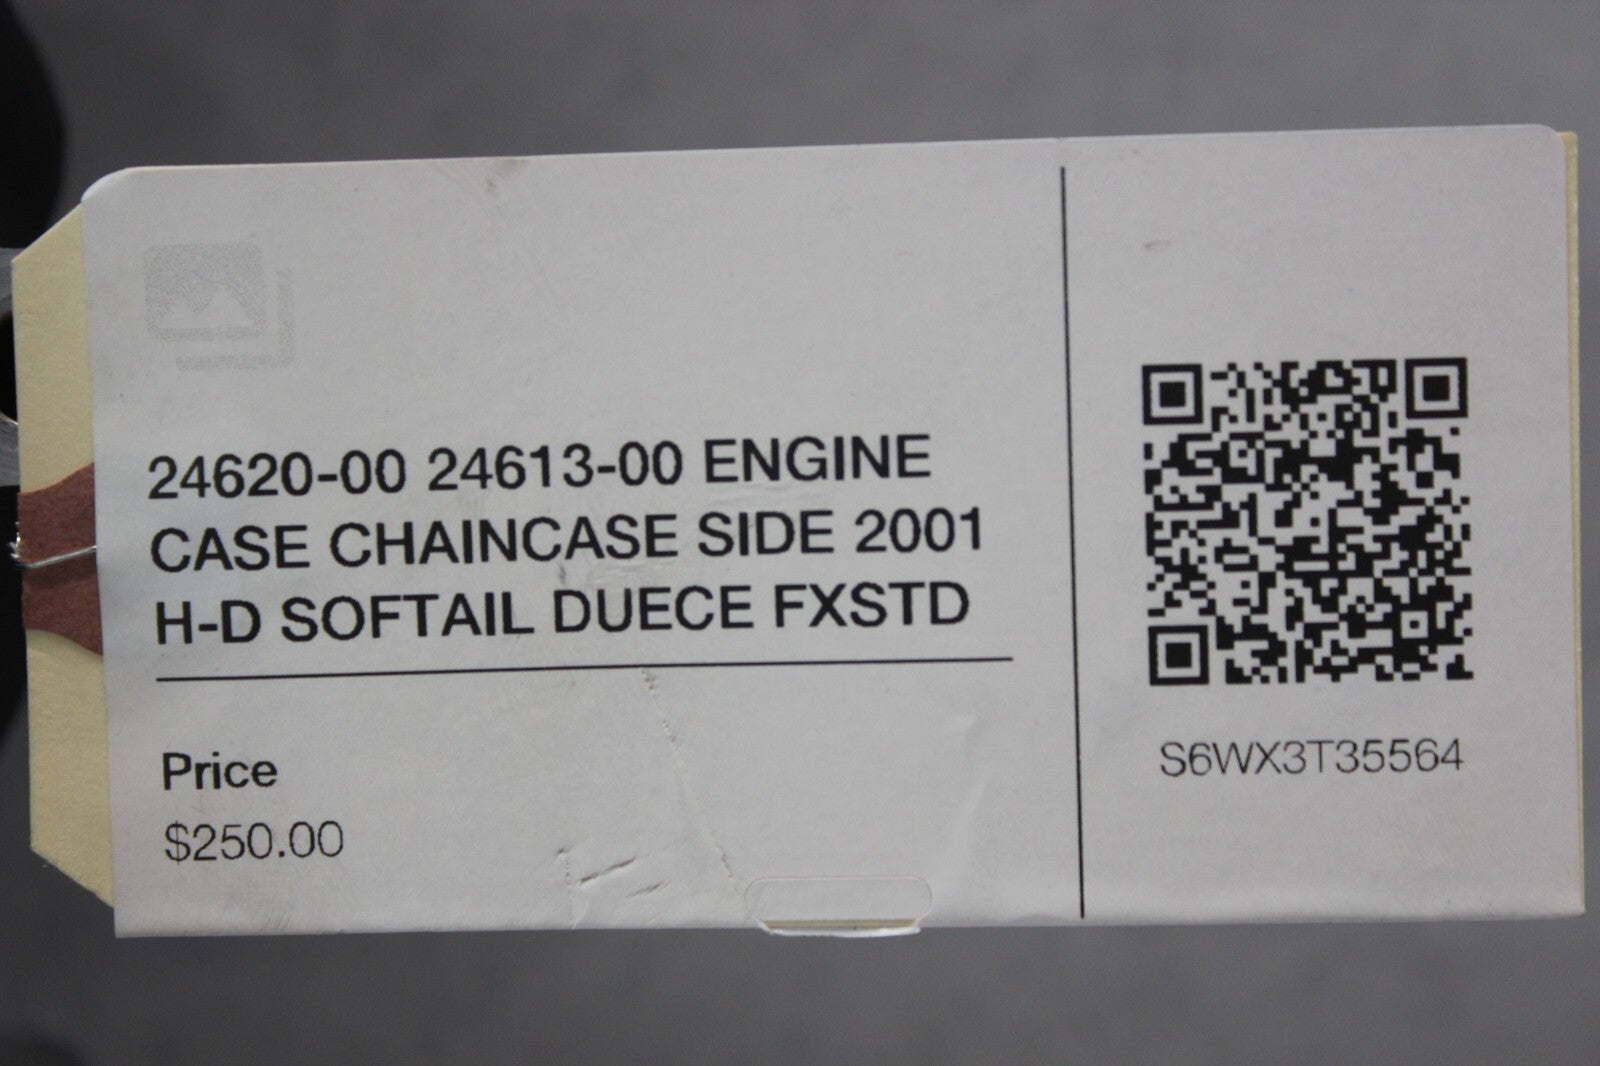 24620-00 24613-00 ENGINE
CASE CHAINCASE SIDE 2001
H-D SOFTAIL DUECE FXSTD
Price
$250.00
S6WX3T35564